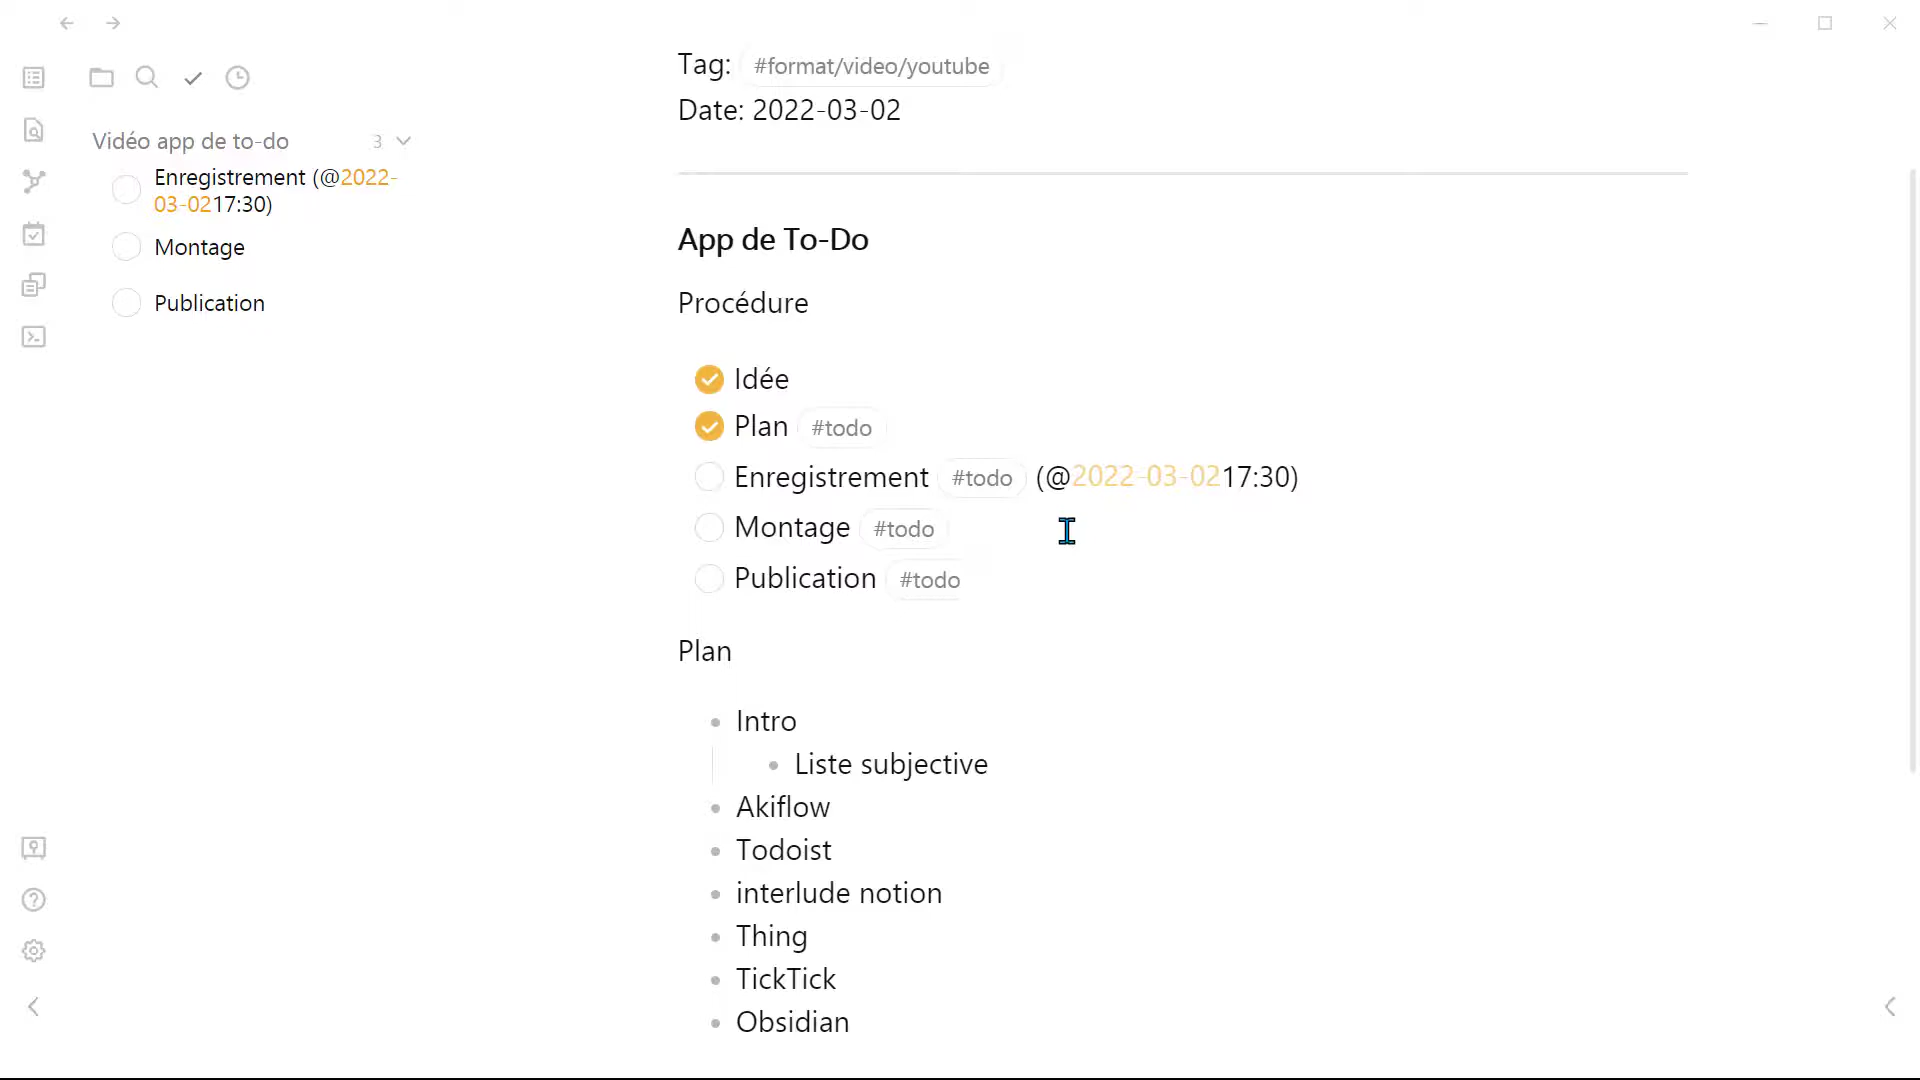 Tag: #format/video/youtube
Date: 2022-03-02
Vidéo app de to-do 3
Enregistrement (@2022-
03-0217:30)
Montage
Publication
App de To-Do
Procédure
Idée
Plan #todo
Enregistrement #todo (@2022-03-0217:30)
Montage #todo
Publication #todo
Plan
Intro
Liste subjective
Akiflow
Todoist
interlude notion
Thing
TickTick
Obsidian